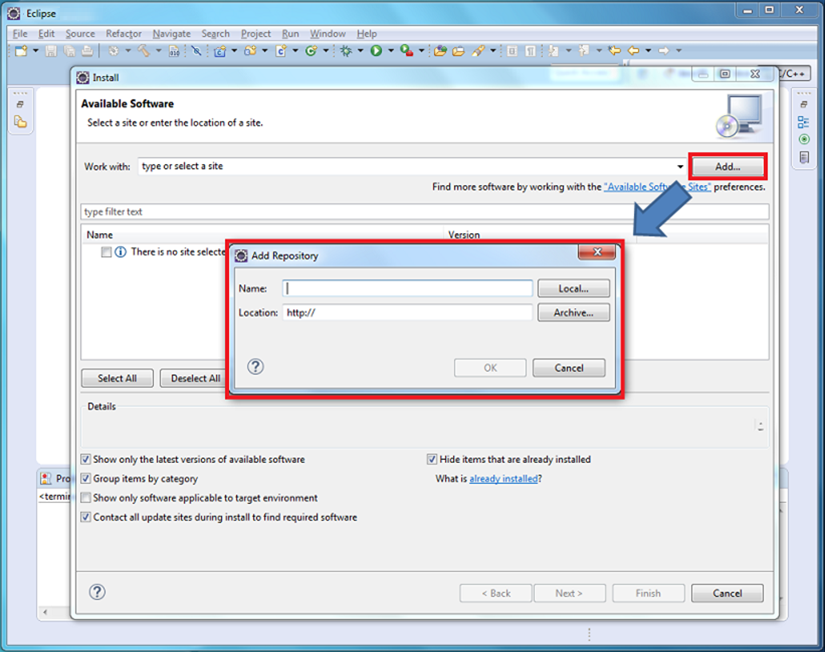 Eclipse
File Edit Source Refactor Navigate Search Project Run Window Help
Install
/C++
Available Software
Select a site or enter the location of a site.
Work with: type or select a site Add...
Find more software by working with the "Available Software Sites" preferences.
type filter text
Name Version
There is no site selecte
Add Repository
Name: Local...
Location: http:// Archive...
OK Cancel
Select All Deselect All
Details
Show only the latest versions of available software Hide items that are already installed
Group items by category What is already installed?
Show only software applicable to target environment
Contact all update sites during install to find required software
Pro
<termin
< Back Next > Finish Cancel